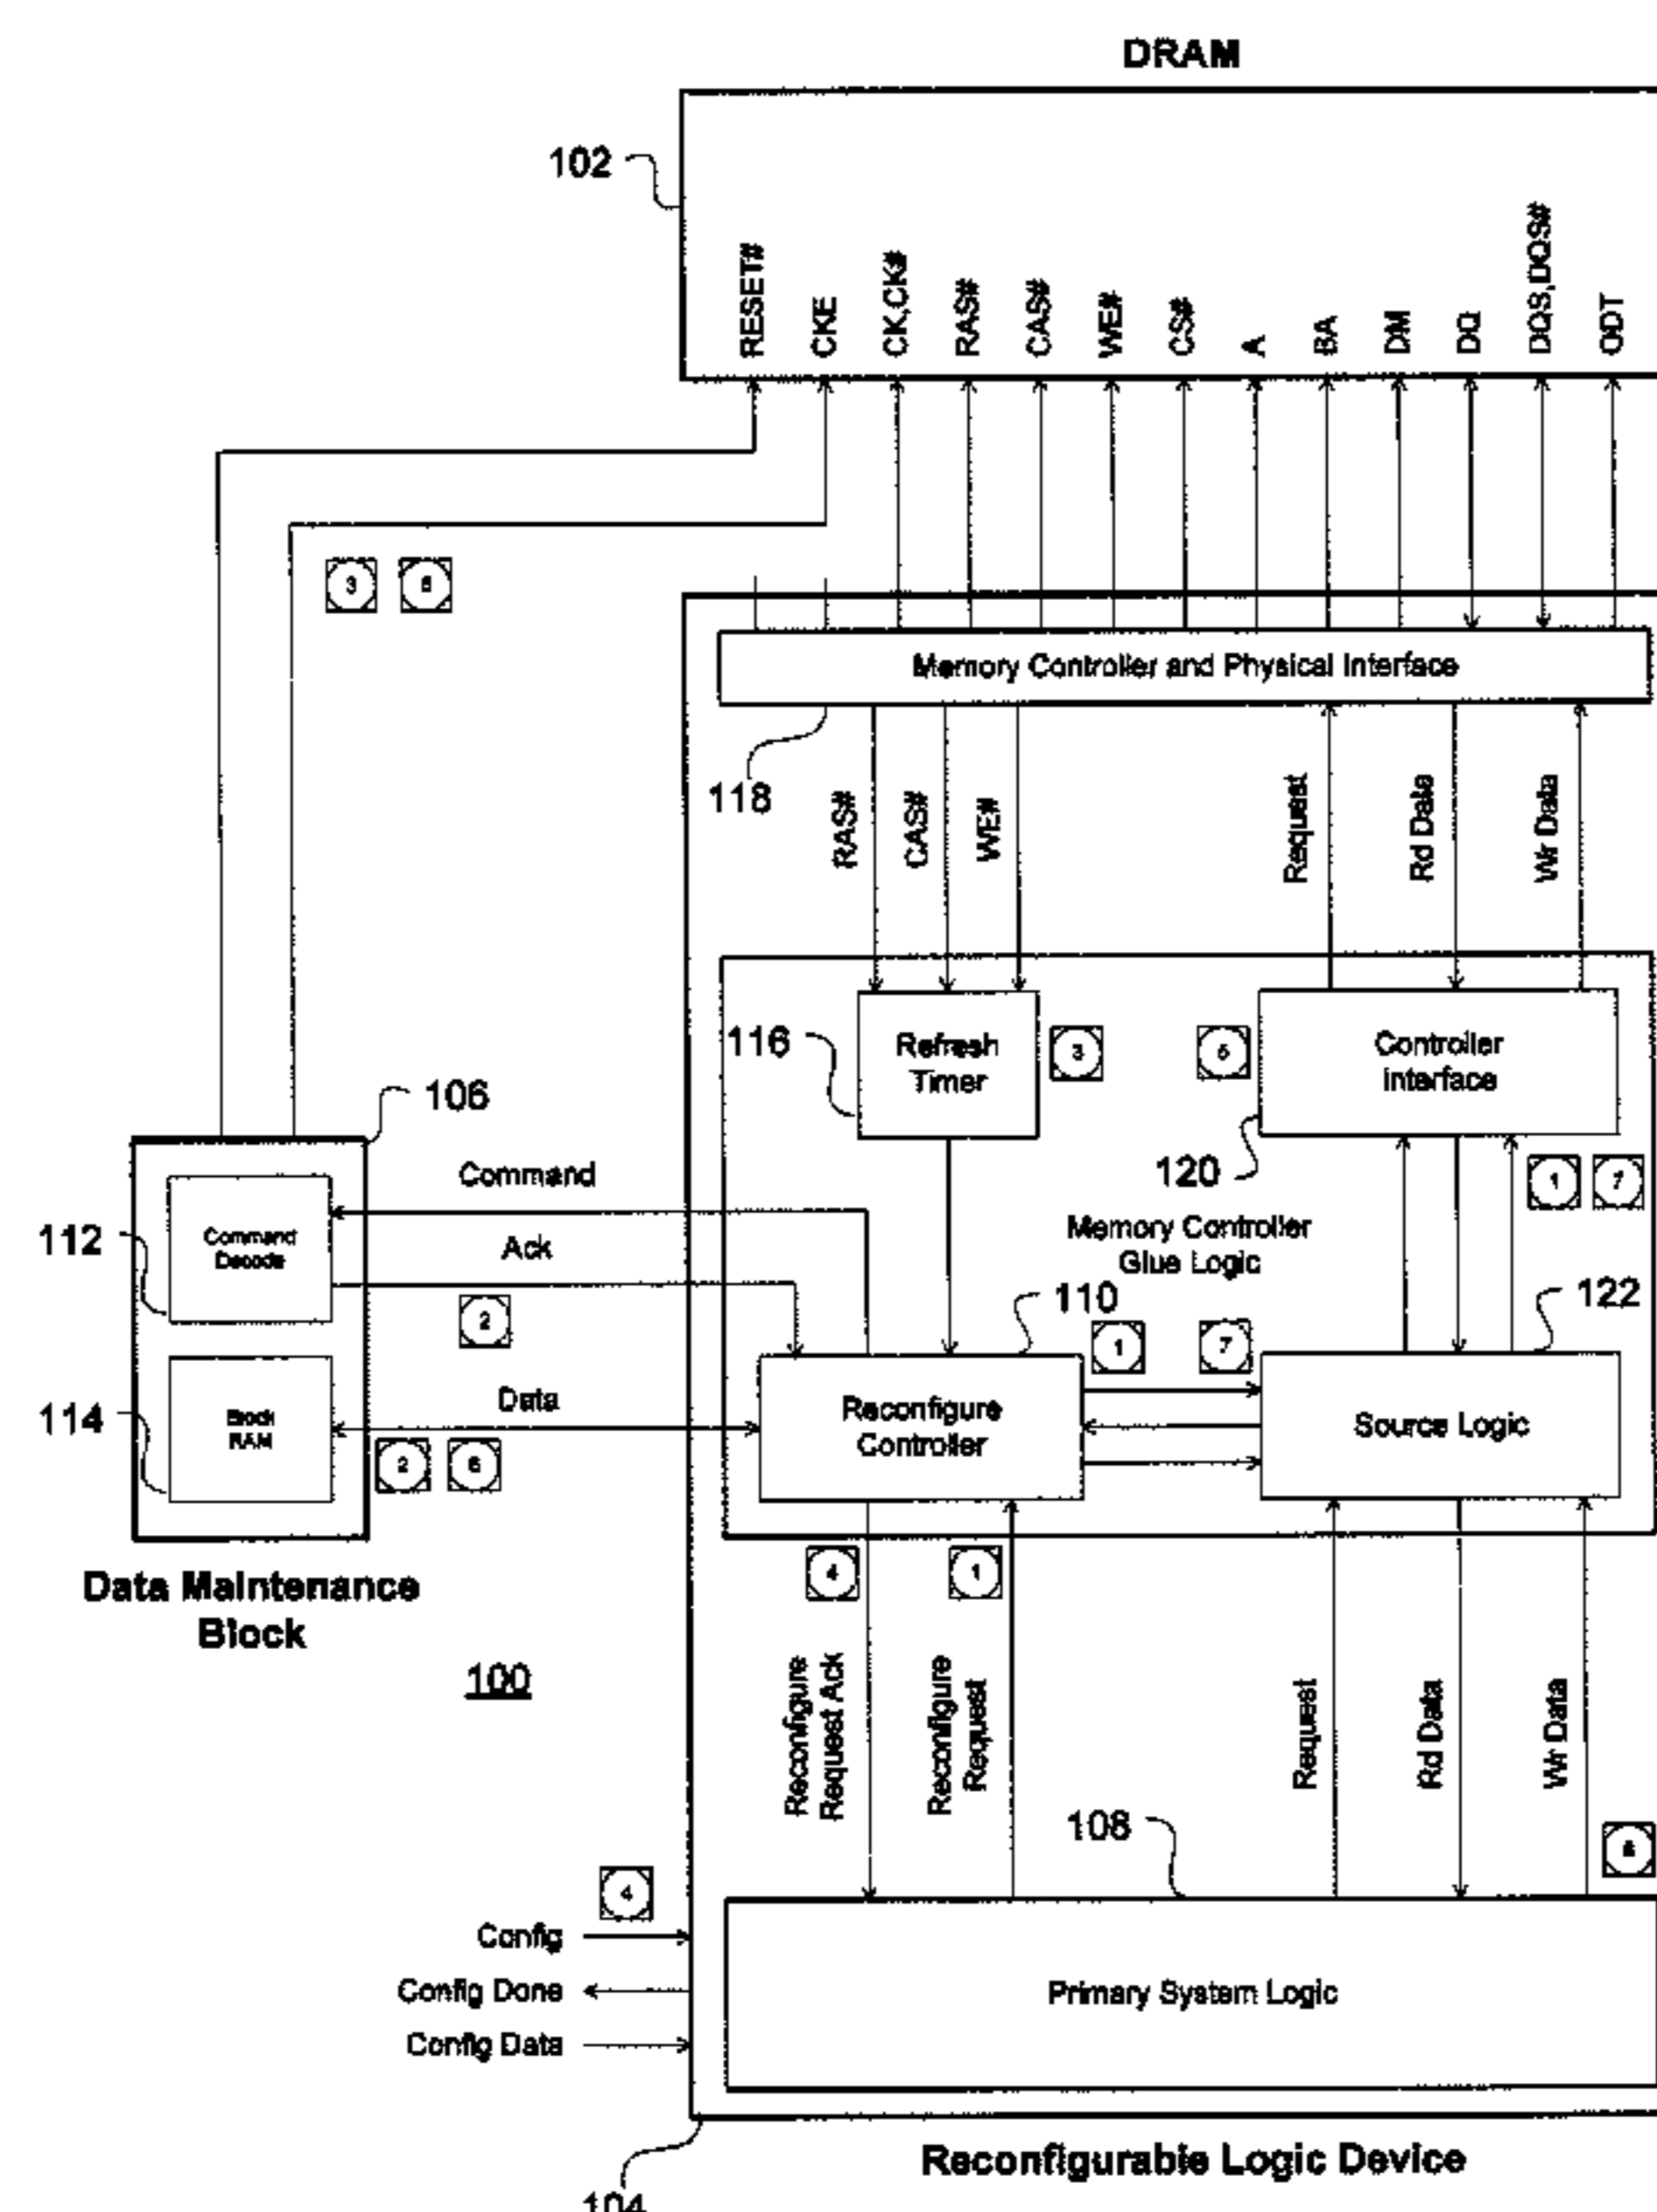 DRAM
102
RESET#
CKE
CK,CK#
RAS#
CAS#
WE#
CS#
A
BA
DM
DQ
DQS,DQS#
ODT
3
Memory Controller and Physical Interface
118
RAS#
CAS#
WE#
Request
Rd Data
Wr Data
116
Refresh
Timer
3
5
Controller
Interface
106
120
1
7
Command
112
Command
Decode
Ack
Memory Controller
Glue Logic
2
110
1
7
122
114
Block
RAM
Data
Reconfigure
Controller
Source Logic
2
6
4
1
Data Maintenance
Block
100
Reconfigure
Request Ack
Reconfigure
Request
Request
Rd Data
Wr Data
108
4
Config
Config Done
Config Data
Primary System Logic
Reconfigurable Logic Device
104